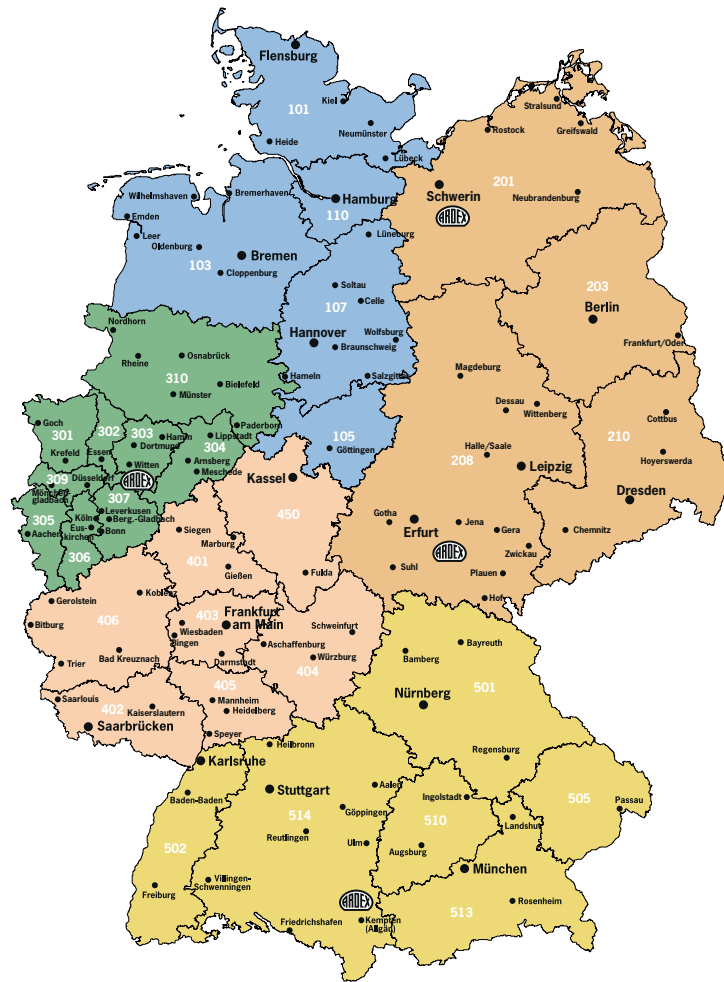 Flensburg
101
Kiel
Stralsund
Neumünster
Rostock
Greifswald
Heide
Lübeck
201
Schwerin
Wilhelmshaven
Bremerhaven
Hamburg
Neubrandenburg
110
ARDEX
Emden
Leer
Lüneburg
Oldenburg
Bremen
103
Cloppenburg
Soltau
203
Celle
107
Berlin
Nordhorn
Hannover
Wolfsburg
Braunschweig
Frankfurt/Oder
Rheine
Osnabrück
310
Bielefeld
Hameln
Salzgitter
Magdeburg
Münster
Dessau
Wittenberg
Cottbus
Goch
301
302
303
Hamm
Paderborn
Lippstadt
304
105
210
Dortmund
Göttingen
Krefeld
Essen
Witten
Arnsberg
Meschede
Halle/Saale
208
Leipzig
Hoyerswerda
309
Düsseldorf
ARDEX
Kassel
Mönchen-
gladbach
307
450
Dresden
305
Leverkusen
Köln
Berg.-Gladbach
Gotha
Erfurt
Jena
Gera
Chemnitz
Aachen
Eus-
kirchen
Bonn
Siegen
Marburg
306
401
ARDEX
Zwickau
Gießen
Fulda
Suhl
Plauen
Koblenz
Gerolstein
Hof
406
403
Frankfurt
am Main
Bitburg
Wiesbaden
Bingen
Schweinfurt
Aschaffenburg
Bayreuth
Trier
Bad Kreuznach
Darmstadt
Würzburg
404
Bamberg
501
405
Nürnberg
Saarlouis
402
Kaiserslautern
Mannheim
Heidelberg
Saarbrücken
Speyer
Heilbronn
Regensburg
Karlsruhe
Stuttgart
Aalen
505
Baden-Baden
Ingolstadt
Passau
514
Göppingen
510
Landshut
Reutlingen
502
Ulm
Augsburg
München
Villingen-
Schwenningen
Freiburg
ARDEX
513
Rosenheim
Friedrichshafen
Kempten
(Allgäu)